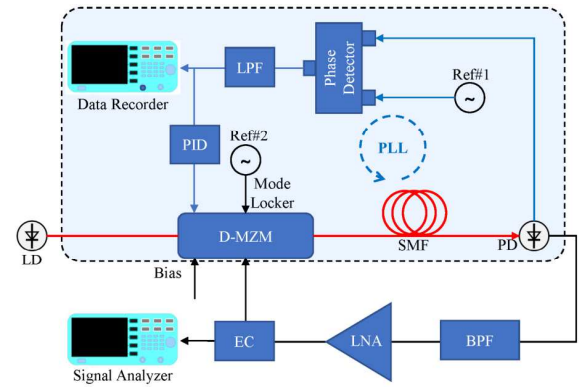 LPF
Phase
Detector
Ref#1
Data Recorder
PID
Ref#2
~
~
PLL
Mode
Locker
D-MZM
SMF
LD
PD
Bias
EC
LNA
BPF
Signal Analyzer